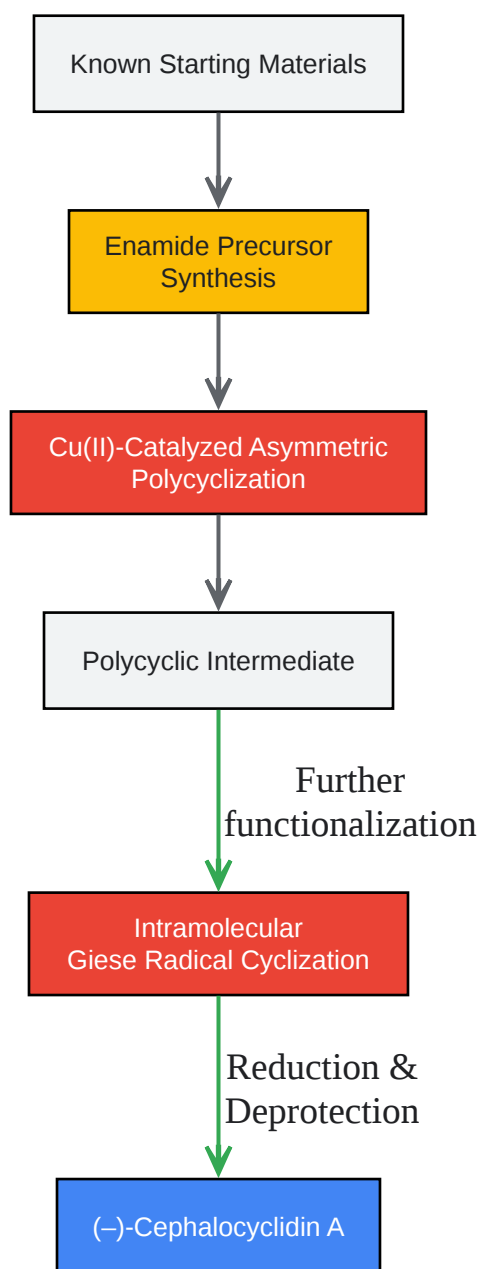 Known Starting Materials
Enamide Precursor
Synthesis
Cu(II)-Catalyzed Asymmetric
Polycyclization
Polycyclic Intermediate
Further
functionalization
Intramolecular
Giese Radical Cyclization
Reduction &
Deprotection
(–)-Cephalocyclidin A